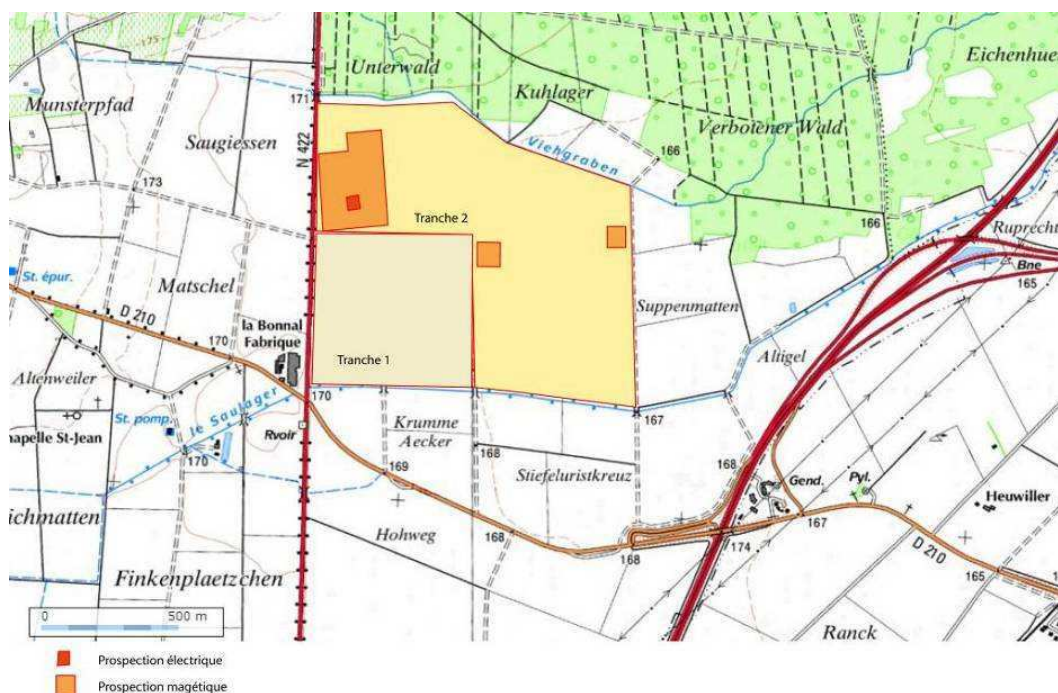 175
Unterwald
Eichenhue
Munsterpfad
171
Kuhlager
Saugiessen
N 422
Verbotener Wald
Viehgraben
166
173
Tranche 2
166
Ruprecht
St. épur.
Matschel
Suppenmatten
Bne
165
D 210
la Bonnal
Fabrique
170
Tranche 1
Altigel
Altenweiler
170
le Saulager
St. pomp.
Krumme
Aecker
167
hapelle St-Jean
Rvoir
168
170
169
Stiefeluristkreuz
168
Gend.
Pyl.
Heuwiller
ichmatten
Hohweg
168
167
174
D 210
168
165
Finkenplaetzchen
0
500 m
Ranck
Prospection électrique
Prospection magétique